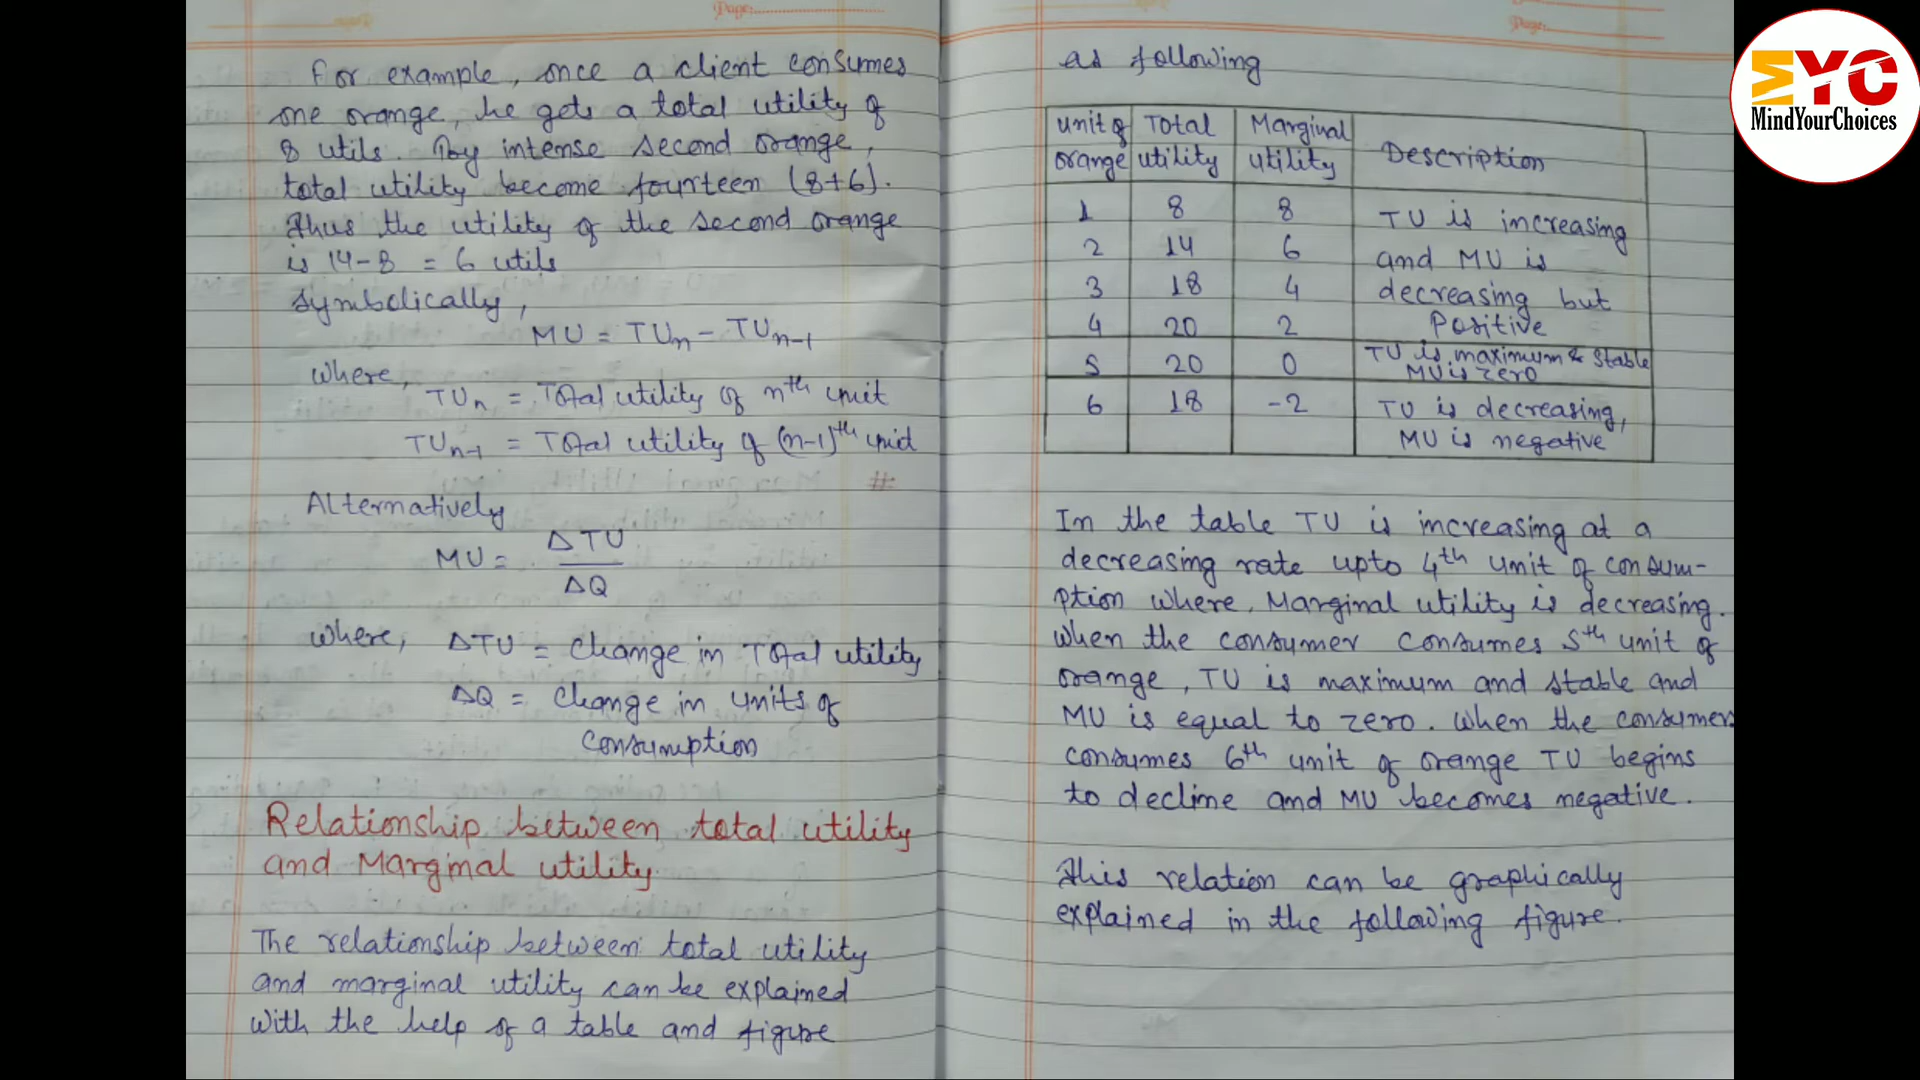 Page:
for example, once a client consumes
one orange, he gets a total utility of
8 utils. By intense second orange,
total utility become fourteen (8+6).
Thus the utility of the second orange
is 14-8 = 6 utils
symbolically,
MU = TUn - TUn-1
where,
TUn = Total utility of nth unit
TUn-1 = Total utility of (n-1)th unit
#
Alternatively
MU = ΔTU
ΔQ
where, ΔTU = change in Total utility
ΔQ = change in units of
consumption
Relationship between total utility
and Marginal utility.
The relationship between total utility
and marginal utility can be explained
with the help of a table and figure
Page:
as following
unit of orange | Total utility | Marginal utility | Description
1 | 8 | 8 | TU is increasing
2 | 14 | 6 | and MU is
3 | 18 | 4 | decreasing but
4 | 20 | 2 | Positive
5 | 20 | 0 | TU is maximum & stable MU is zero
6 | 18 | -2 | TU is decreasing,
MU is negative
In the table TU is increasing at a
decreasing rate upto 4th unit of consum-
ption where, Marginal utility is decreasing.
when the consumer consumes 5th unit of
orange, TU is maximum and stable and
MU is equal to zero. when the consumer
consumes 6th unit of orange TU begins
to decline and MU becomes negative.
This relation can be graphically
explained in the following figure.
MYC
MindYourChoices